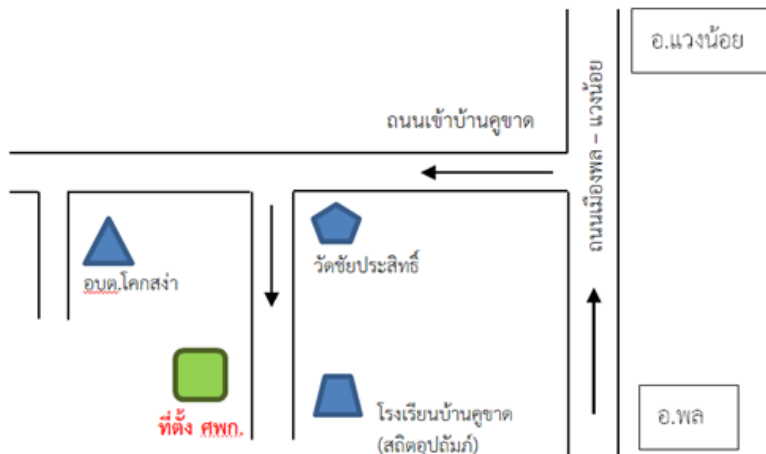 อ.แวงน้อย
ถนนเข้าบ้านคูขาด
ถนนเมืองพล – แวงน้อย
วัดชัยประสิทธิ์
อบต.โคกสง่า
ที่ตั้ง ศพก.
โรงเรียนบ้านคูขาด
(สถิตอุปถัมภ์)
อ.พล